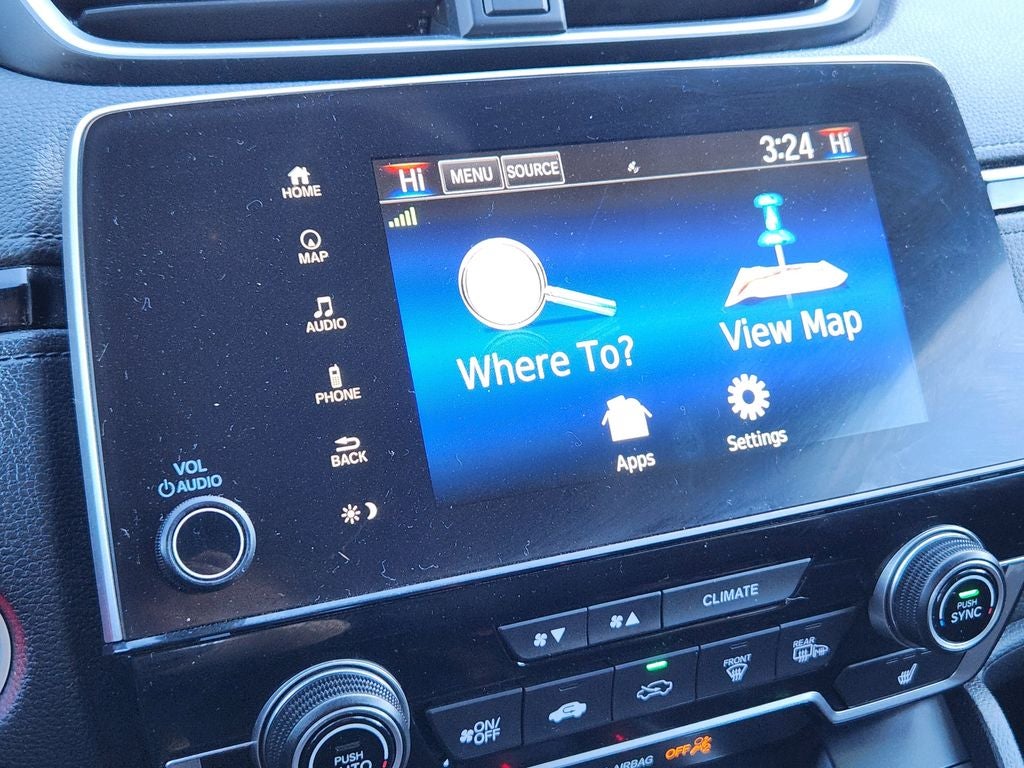 Hi MENU SOURCE 3:24 Hi
HOME
MAP
AUDIO
PHONE
BACK
Where To?
View Map
Apps
Settings
VOL
AUDIO
CLIMATE
PUSH
SYNC
ON/
OFF
FRONT
REAR
PUSH
AUTO
AIRBAG OFF